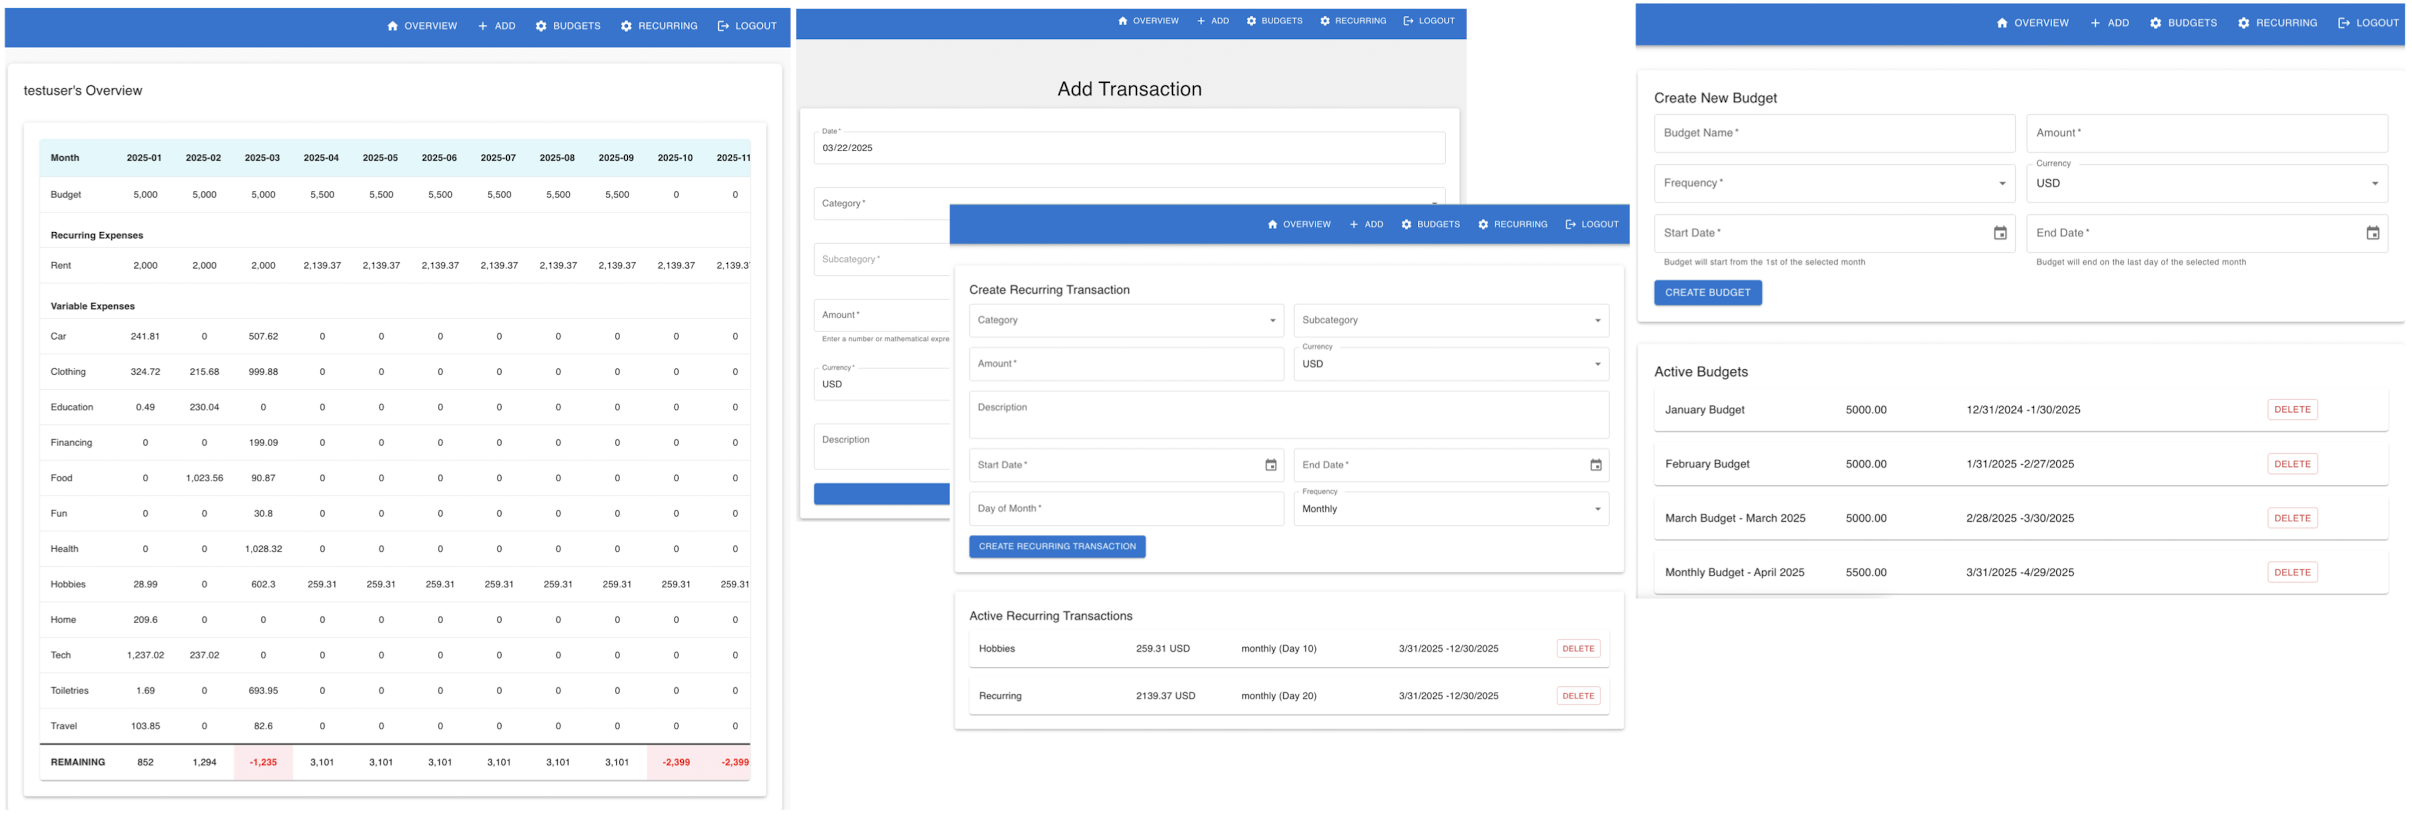 OVERVIEW ADD BUDGETS RECURRING LOGOUT
testuser's Overview
Month 2025-01 2025-02 2025-03 2025-04 2025-05 2025-06 2025-07 2025-08 2025-09 2025-10 2025-11
Budget 5,000 5,000 5,000 5,500 5,500 5,500 5,500 5,500 5,500 0 0
Recurring Expenses
Rent 2,000 2,000 2,000 2,139.37 2,139.37 2,139.37 2,139.37 2,139.37 2,139.37 2,139.37 2,139.3
Variable Expenses
Car 241.81 0 507.62 0 0 0 0 0 0 0 0
Clothing 324.72 215.68 999.88 0 0 0 0 0 0 0 0
Education 0.49 230.04 0 0 0 0 0 0 0 0 0
Financing 0 0 199.09 0 0 0 0 0 0 0 0
Food 0 1,023.56 90.87 0 0 0 0 0 0 0 0
Fun 0 0 30.8 0 0 0 0 0 0 0 0
Health 0 0 1,028.32 0 0 0 0 0 0 0 0
Hobbies 28.99 0 602.3 259.31 259.31 259.31 259.31 259.31 259.31 259.31 259.31
Home 209.6 0 0 0 0 0 0 0 0 0 0
Tech 1,237.02 237.02 0 0 0 0 0 0 0 0 0
Toiletries 1.69 0 693.95 0 0 0 0 0 0 0 0
Travel 103.85 0 82.6 0 0 0 0 0 0 0 0
REMAINING 852 1,294 -1,235 3,101 3,101 3,101 3,101 3,101 3,101 -2,399 -2,399
OVERVIEW ADD BUDGETS RECURRING LOGOUT
Add Transaction
Date *
03/22/2025
Category *
Subcategory *
Amount *
Enter a number or mathematical expre
Currency *
USD
Description
OVERVIEW ADD BUDGETS RECURRING LOGOUT
Create Recurring Transaction
Category Subcategory
Amount * Currency
USD
Description
Start Date * End Date *
Day of Month * Frequency
Monthly
CREATE RECURRING TRANSACTION
Active Recurring Transactions
Hobbies 259.31 USD monthly (Day 10) 3/31/2025 -12/30/2025 DELETE
Recurring 2139.37 USD monthly (Day 20) 3/31/2025 -12/30/2025 DELETE
OVERVIEW ADD BUDGETS RECURRING LOGOUT
Create New Budget
Budget Name * Amount *
Frequency * Currency
USD
Start Date * End Date *
Budget will start from the 1st of the selected month Budget will end on the last day of the selected month
CREATE BUDGET
Active Budgets
January Budget 5000.00 12/31/2024 -1/30/2025 DELETE
February Budget 5000.00 1/31/2025 -2/27/2025 DELETE
March Budget - March 2025 5000.00 2/28/2025 -3/30/2025 DELETE
Monthly Budget - April 2025 5500.00 3/31/2025 -4/29/2025 DELETE